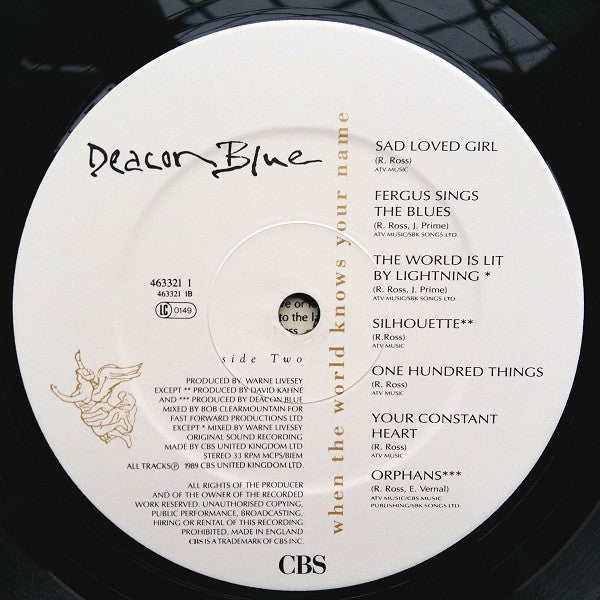 Deacon Blue
when the world knows your name
SAD LOVED GIRL
(R. Ross)
ATV MUSIC
FERGUS SINGS
THE BLUES
(R. Ross, J. Prime)
ATV MUSIC/SBK SONGS LTD.
THE WORLD IS LIT
BY LIGHTNING *
(R. Ross, J. Prime)
ATV MUSIC/SBK SONGS LTD.
SILHOUETTE**
(R.Ross)
ATV MUSIC
ONE HUNDRED THINGS
(R. Ross)
ATV MUSIC
YOUR CONSTANT
HEART
(R. Ross)
ATV MUSIC
ORPHANS***
(R. Ross, E. Vernal)
ATV MUSIC/CBS MUSIC
PUBLISHING/SBK SONGS LTD
463321 1
463321 1B
LC 0149
to the la
side Two
PRODUCED BY WARNE LIVESEY
EXCEPT ** PRODUCED BY DAVID KAHNE
AND *** PRODUCED BY DEACON BLUE
MIXED BY BOB CLEARMOUNTAIN FOR
FAST FORWARD PRODUCTIONS LTD
EXCEPT * MIXED BY WARNE LIVESEY
ORIGINAL SOUND RECORDING
MADE BY CBS UNITED KINGDOM LTD
STEREO 33 RPM MCPS/BIEM
ALL TRACKS Ⓟ 1989 CBS UNITED KINGDOM LTD.
ALL RIGHTS OF THE PRODUCER
AND OF THE OWNER OF THE RECORDED
WORK RESERVED. UNAUTHORISED COPYING,
PUBLIC PERFORMANCE, BROADCASTING,
HIRING OR RENTAL OF THIS RECORDING
PROHIBITED. MADE IN ENGLAND
CBS IS A TRADEMARK OF CBS INC.
CBS